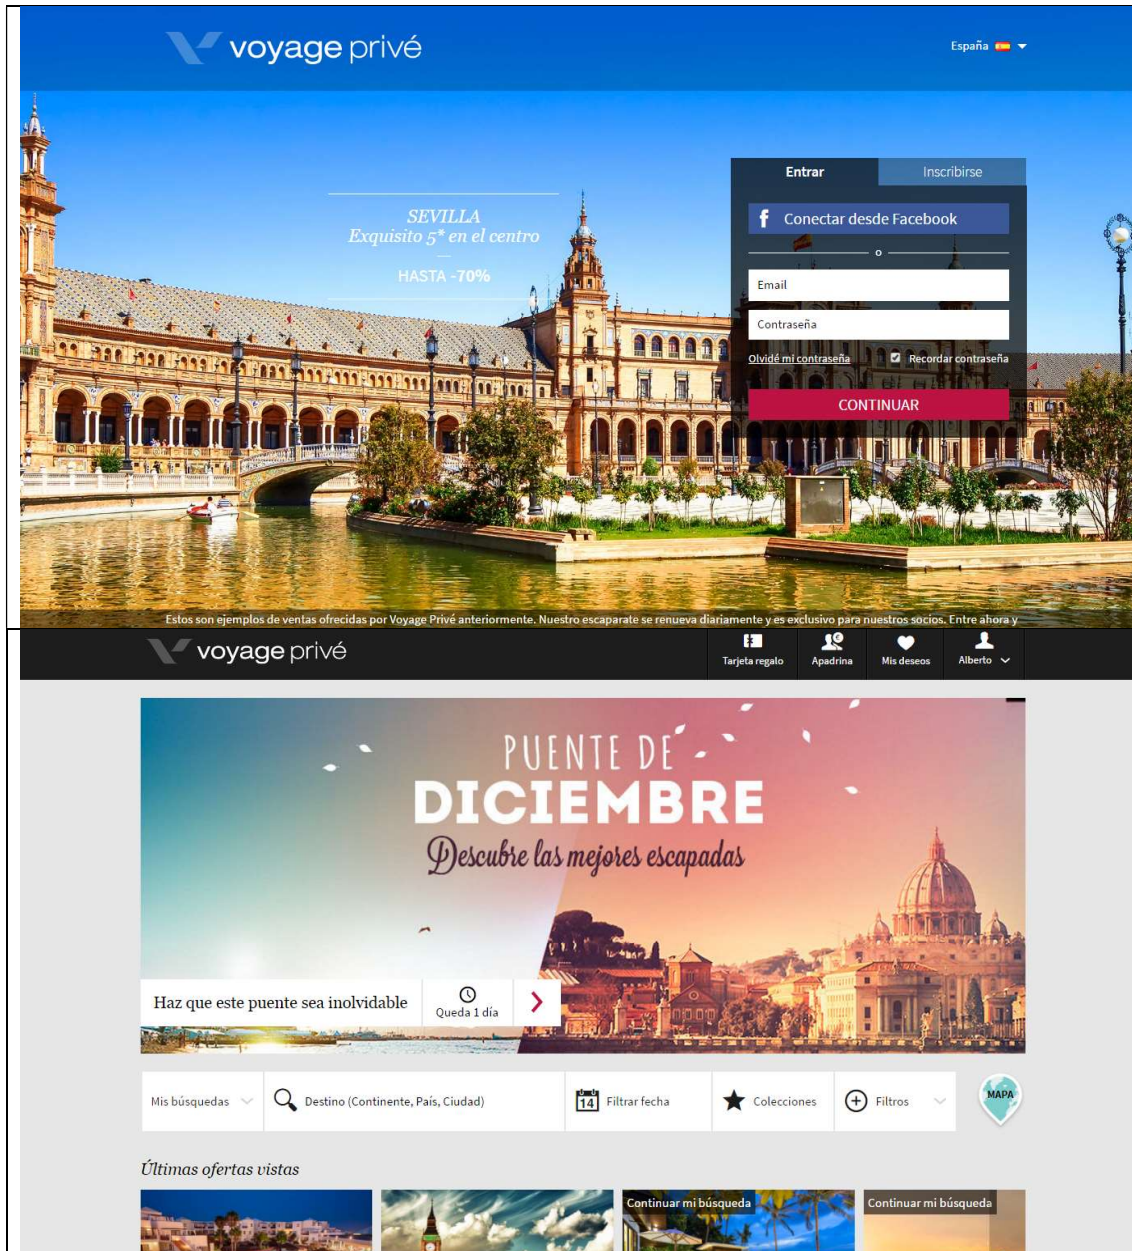 voyage privé
España
Entrar
Inscribirse
SEVILLA
Exquisito 5* en el centro
HASTA -70%
f Conectar desde Facebook
o
Email
Contraseña
Olvidé mi contraseña
Recordar contraseña
CONTINUAR
Estos son ejemplos de ventas ofrecidas por Voyage Privé anteriormente. Nuestro escaparate se renueva diariamente y es exclusivo para nuestros socios. Entre ahora y
voyage privé
Tarjeta regalo
Apadrina
Mis deseos
Alberto
PUENTE DE
DICIEMBRE
Descubre las mejores escapadas
Haz que este puente sea inolvidable
Queda 1 día
Mis búsquedas
Destino (Continente, País, Ciudad)
14
Filtrar fecha
Colecciones
Filtros
MAPA
Últimas ofertas vistas
Continuar mi búsqueda
Continuar mi búsqueda